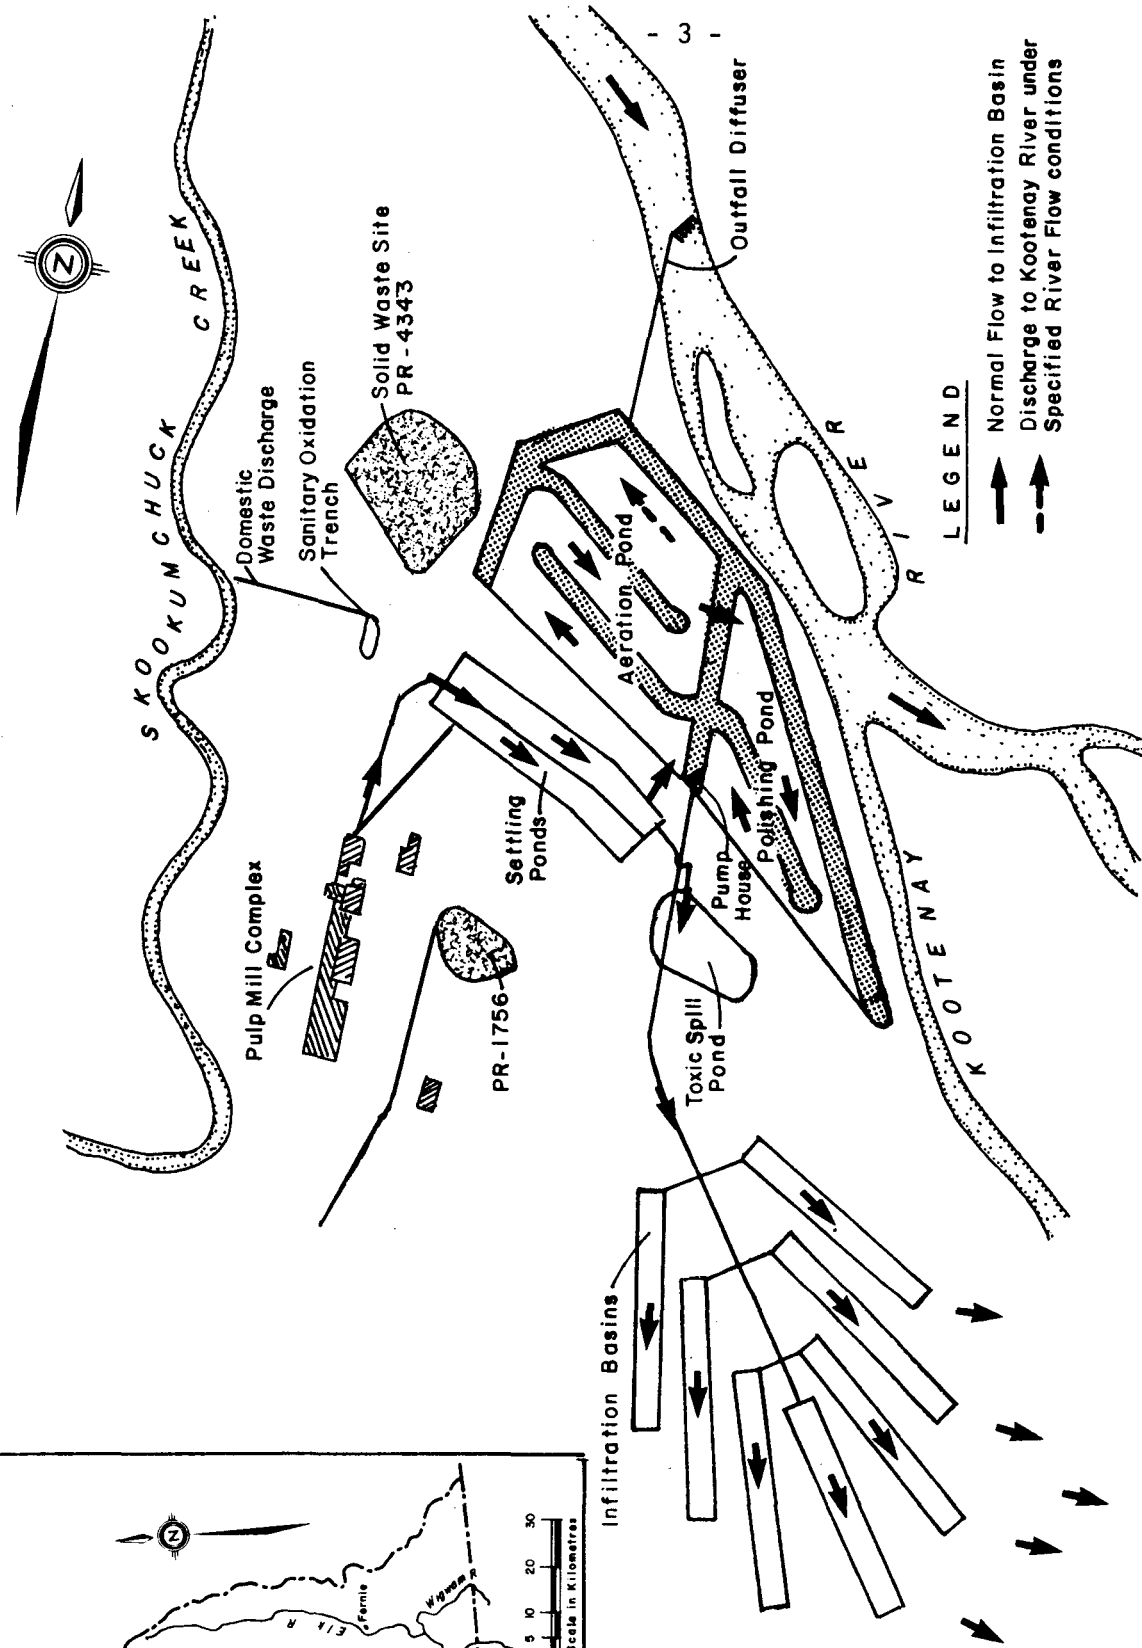 - 3 -
SKOOKUMCHUCK CREEK
N
Domestic
Waste Discharge
Sanitary Oxidation
Trench
Solid Waste Site
PR-4343
Outfall Diffuser
Pulp Mill Complex
PR-1756
Settling
Ponds
Aeration Pond
Polishing Pond
Pump
House
Toxic Spill
Pond
Infiltration Basins
KOOTENAY RIVER
LEGEND
Normal Flow to Infiltration Basin
Discharge to Kootenay River under
Specified River Flow conditions
N
Elk R
Fernie
Wigwam R
5 10 20 30
cale in Kilometres